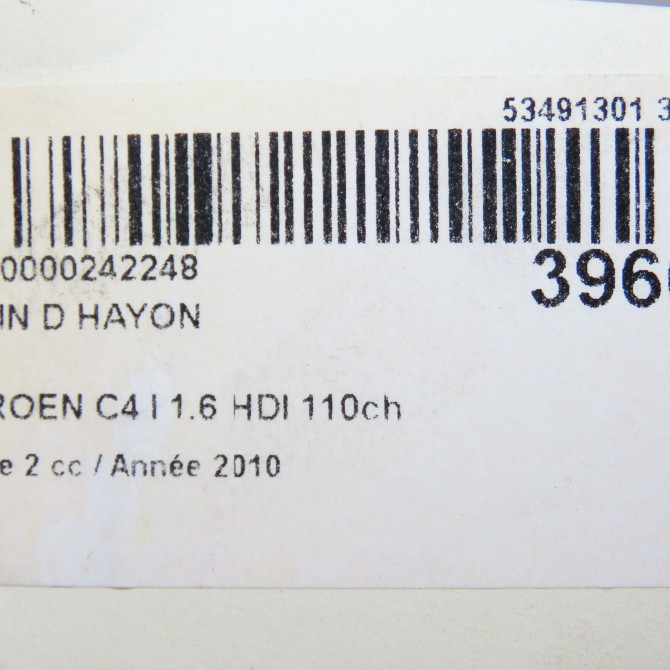 53491301 3
0000242248
396
IN D HAYON
ROEN C4 I 1.6 HDI 110ch
e 2 cc / Année 2010